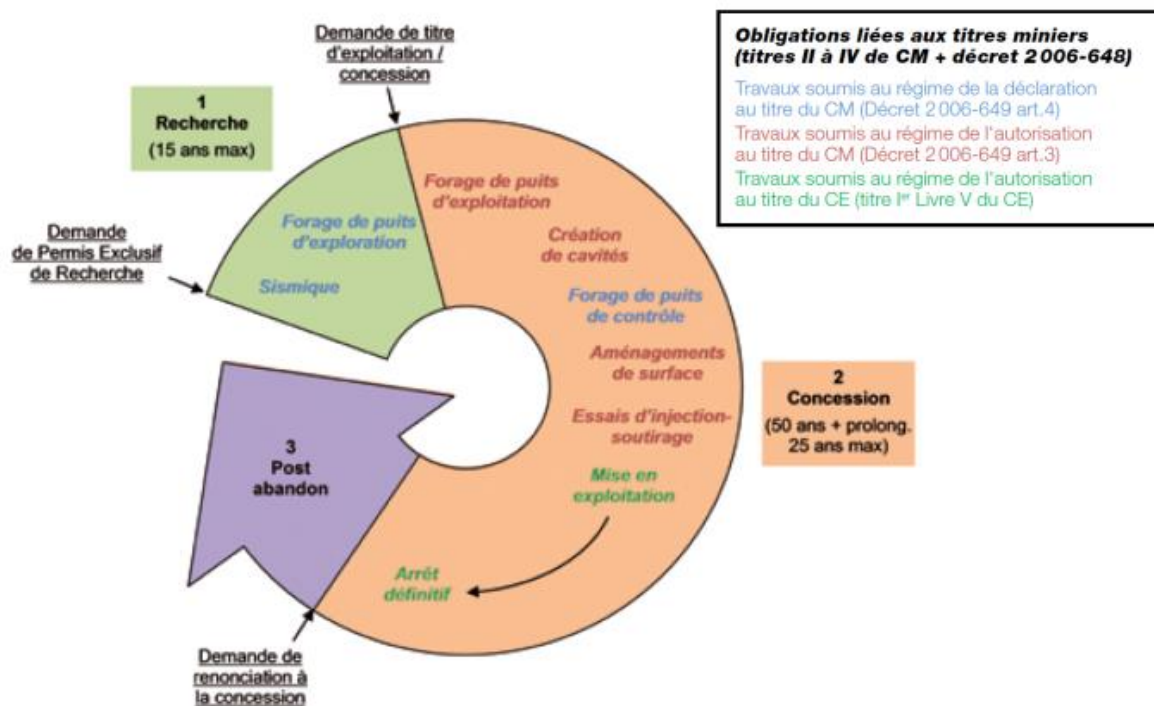 Demande de titre
d'exploitation /
concession
Obligations liées aux titres miniers
(titres II à IV de CM + décret 2 006-648)
Travaux soumis au régime de la déclaration
au titre du CM (Décret 2 006-649 art.4)
Travaux soumis au régime de l'autorisation
au titre du CM (Décret 2 006-649 art.3)
Travaux soumis au régime de l'autorisation
au titre du CE (titre Ier Livre V du CE)
1
Recherche
(15 ans max)
Demande
de Permis Exclusif
de Recherche
Forage de puits
d'exploration
Sismique
Forage de puits
d'exploitation
Création
de cavités
Forage de puits
de contrôle
Aménagements
de surface
Essais d'injection-
soutirage
Mise en
exploitation
Arrêt
définitif
2
Concession
(50 ans + prolong.
25 ans max)
3
Post
abandon
Demande de
renonciation à
la concession